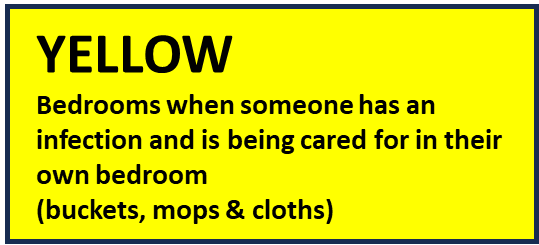 YELLOW
Bedrooms when someone has an
infection and is being cared for in their
own bedroom
(buckets, mops & cloths)